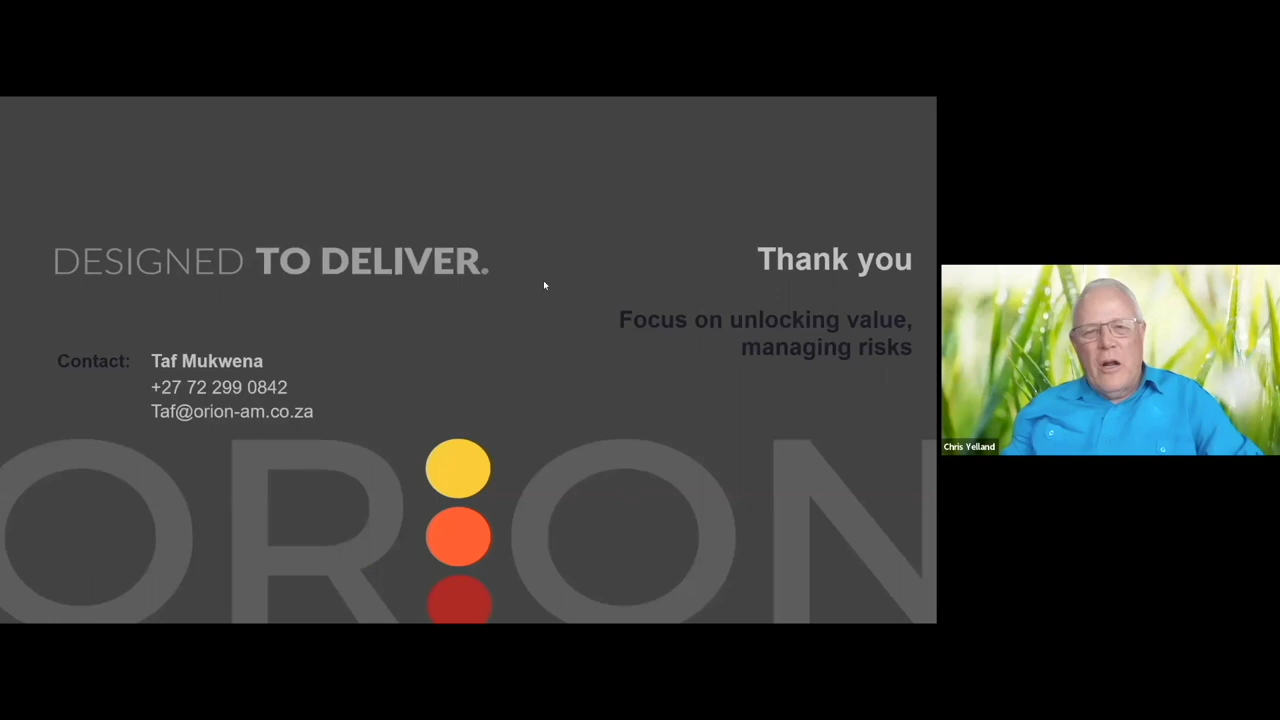 DESIGNED TO DELIVER.
Thank you
Focus on unlocking value,
managing risks
Contact: Taf Mukwena
+27 72 299 0842
Taf@orion-am.co.za
ORION
Chris Yelland